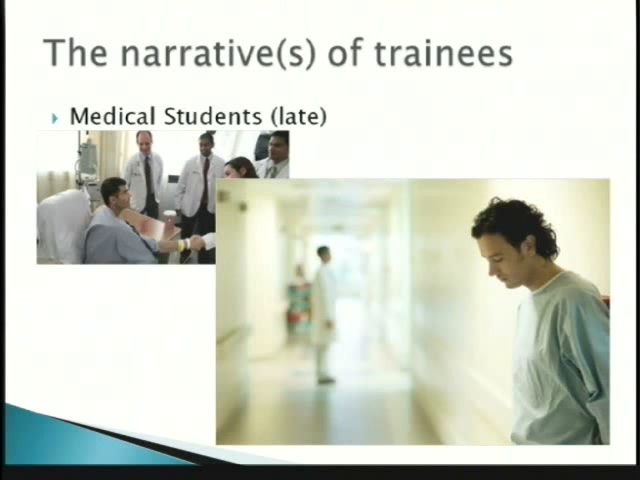 The narrative(s) of trainees
Medical Students (late)